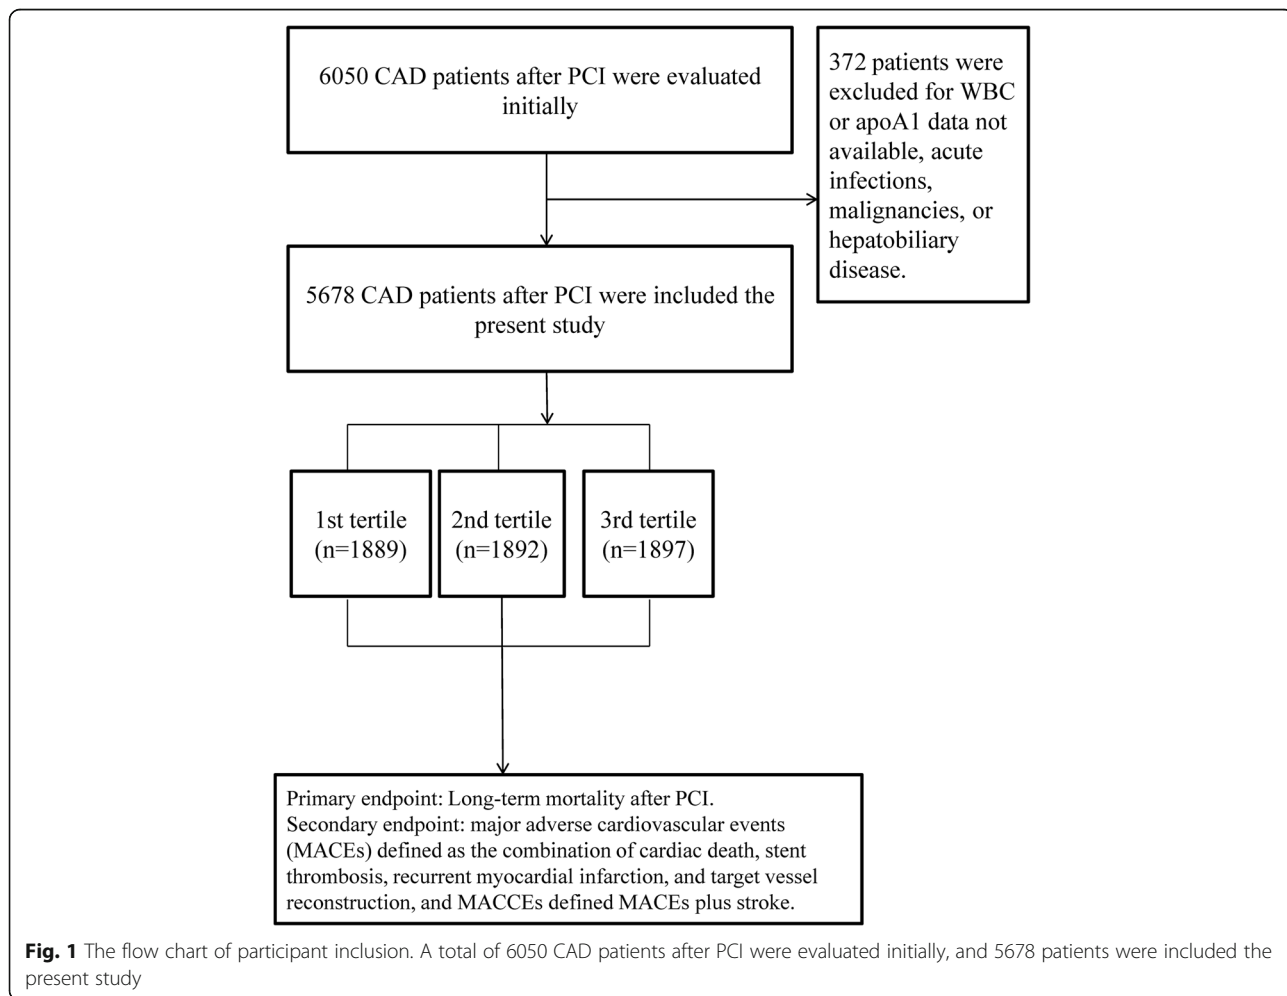 6050 CAD patients after PCI were evaluated
initially
372 patients were
excluded for WBC
or apoA1 data not
available, acute
infections,
malignancies, or
hepatobiliary
disease.
5678 CAD patients after PCI were included the
present study
1st tertile
(n=1889)
2nd tertile
(n=1892)
3rd tertile
(n=1897)
Primary endpoint: Long-term mortality after PCI.
Secondary endpoint: major adverse cardiovascular events
(MACEs) defined as the combination of cardiac death, stent
thrombosis, recurrent myocardial infarction, and target vessel
reconstruction, and MACCEs defined MACEs plus stroke.
Fig. 1 The flow chart of participant inclusion. A total of 6050 CAD patients after PCI were evaluated initially, and 5678 patients were included the
present study